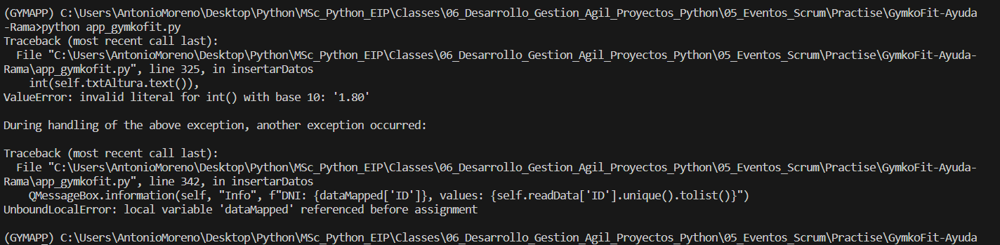 (GYMAPP) C:\Users\AntonioMoreno\Desktop\Python\MSc_Python_EIP\Classes\06_Desarrollo_Gestion_Agil_Proyectos_Python\05_Eventos_Scrum\Practise\GymkoFit-Ayuda
-Rama>python app_gymkofit.py
Traceback (most recent call last):
  File "C:\Users\AntonioMoreno\Desktop\Python\MSc_Python_EIP\Classes\06_Desarrollo_Gestion_Agil_Proyectos_Python\05_Eventos_Scrum\Practise\GymkoFit-Ayuda-
Rama\app_gymkofit.py", line 325, in insertarDatos
    int(self.txtAltura.text()),
ValueError: invalid literal for int() with base 10: '1.80'
During handling of the above exception, another exception occurred:
Traceback (most recent call last):
  File "C:\Users\AntonioMoreno\Desktop\Python\MSc_Python_EIP\Classes\06_Desarrollo_Gestion_Agil_Proyectos_Python\05_Eventos_Scrum\Practise\GymkoFit-Ayuda-
Rama\app_gymkofit.py", line 342, in insertarDatos
    QMessageBox.information(self, "Info", f"DNI: {dataMapped['ID']}, values: {self.readData['ID'].unique().tolist()}")
UnboundLocalError: local variable 'dataMapped' referenced before assignment
(GYMAPP) C:\Users\AntonioMoreno\Desktop\Python\MSc_Python_EIP\Classes\06_Desarrollo_Gestion_Agil_Proyectos_Python\05_Eventos_Scrum\Practise\GymkoFit-Ayuda